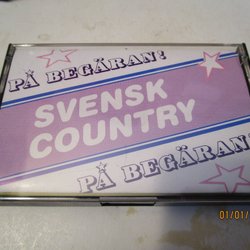 PÅ BEGÄRAN!
SVENSK
COUNTRY
PÅ BEGÄRAN
01/01